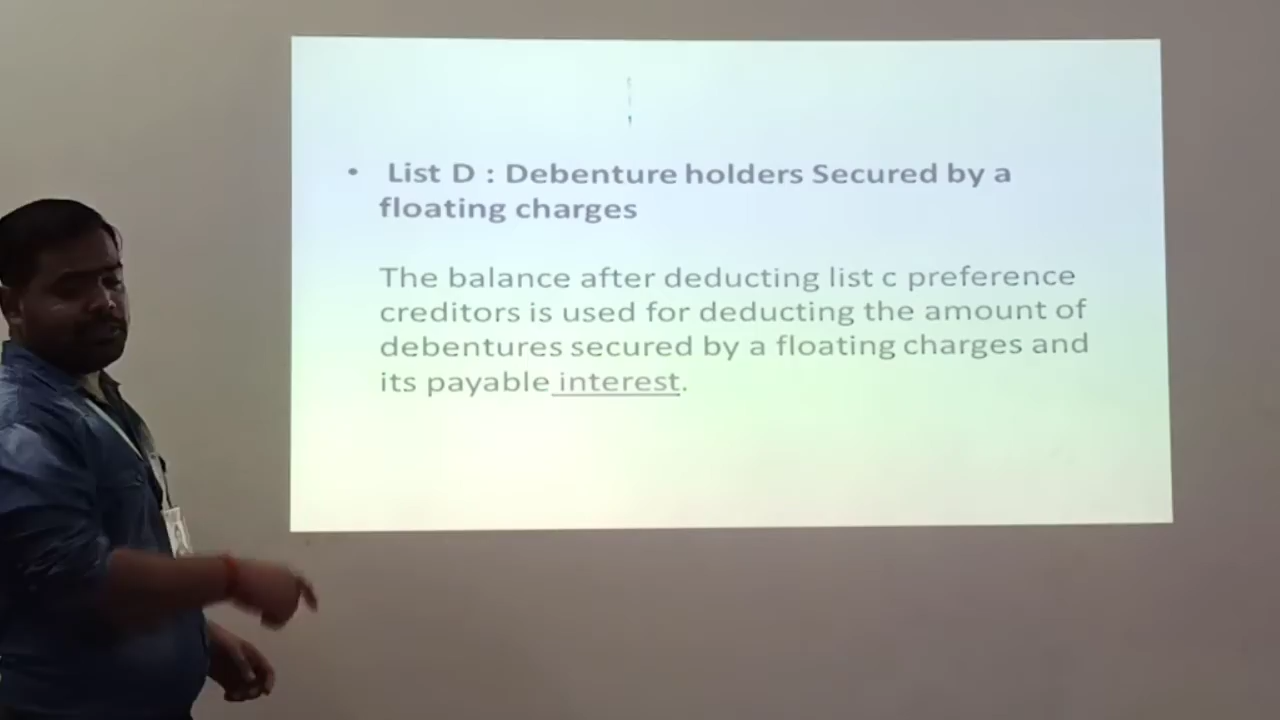 • List D : Debenture holders Secured by a
floating charges
The balance after deducting list c preference
creditors is used for deducting the amount of
debentures secured by a floating charges and
its payable interest.